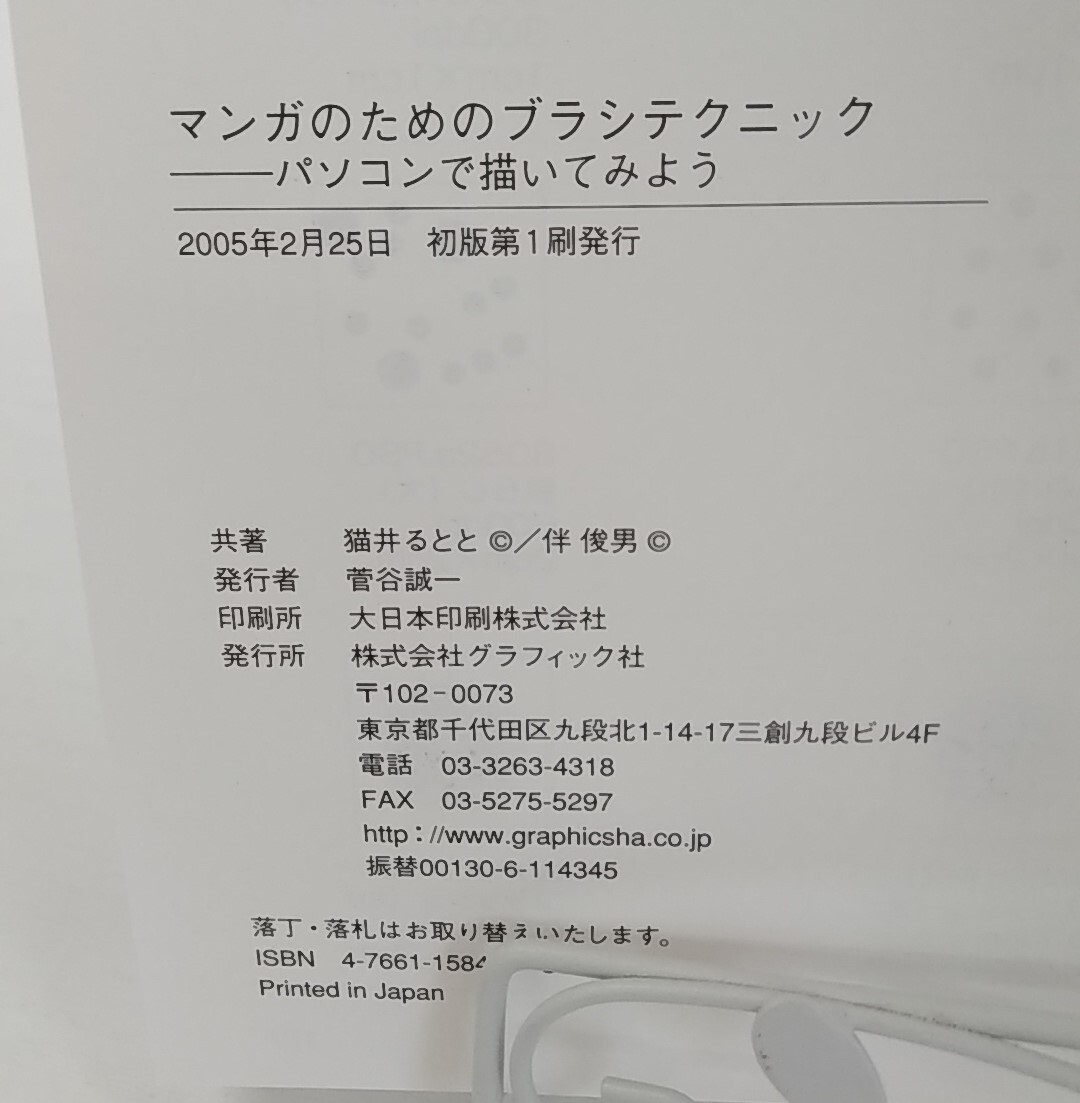 マンガのためのブラシテクニック
――パソコンで描いてみよう
2005年2月25日　初版第1刷発行
共著　猫井るとと ©／伴 俊男 ©
発行者　菅谷誠一
印刷所　大日本印刷株式会社
発行所　株式会社グラフィック社
〒102-0073
東京都千代田区九段北1-14-17三創九段ビル4F
電話　03-3263-4318
FAX　03-5275-5297
http：//www.graphicsha.co.jp
振替00130-6-114345
落丁・落札はお取り替えいたします。
ISBN　4-7661-1584
Printed in Japan